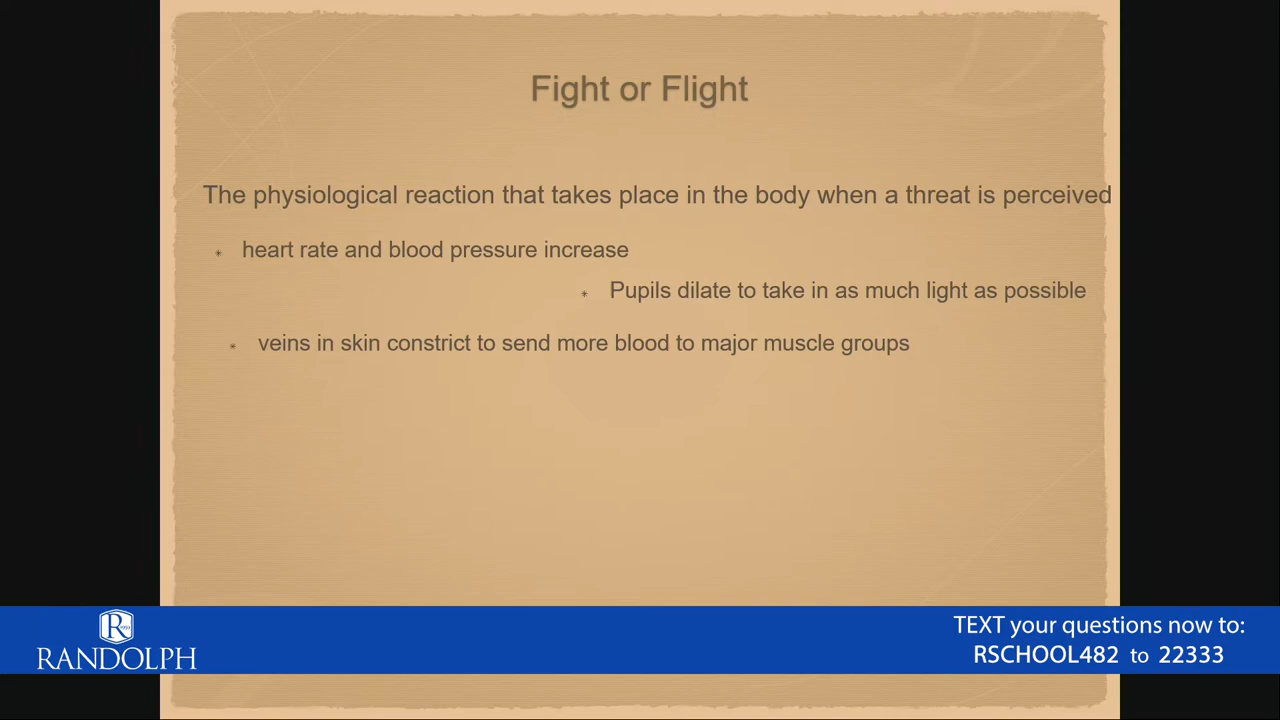 Fight or Flight
The physiological reaction that takes place in the body when a threat is perceived
* heart rate and blood pressure increase
* Pupils dilate to take in as much light as possible
* veins in skin constrict to send more blood to major muscle groups
R
RANDOLPH
TEXT your questions now to:
RSCHOOL482 to 22333